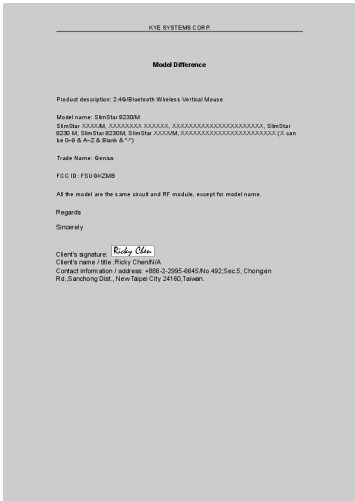 KYE SYSTEMS CORP.
Model Difference
Product description: 2.4G/Bluetooth Wireless Vertical Mouse
Model name: SlimStar 8230/M
SlimStar XXXX/M, XXXXXXXX XXXXXX, XXXXXXXXXXXXXXXXXXXXXX, SlimStar
8230 M, SlimStar 8230M, SlimStar XXXX/M, XXXXXXXXXXXXXXXXXXXXXXX (X can
be 0~9 & A~Z & Blank & "-")
Trade Name: Genius
FCC ID: FSUGHZMB
All the model are the same circuit and RF module, except for model name.
Regards
Sincerely
Client's signature: Ricky Chen
Client's name / title :Ricky Chen/N/A
Contact information / address: +886-2-2995-6645/No.492,Sec.5, Chongxin
Rd.,Sanchong Dist., New Taipei City 24160,Taiwan.